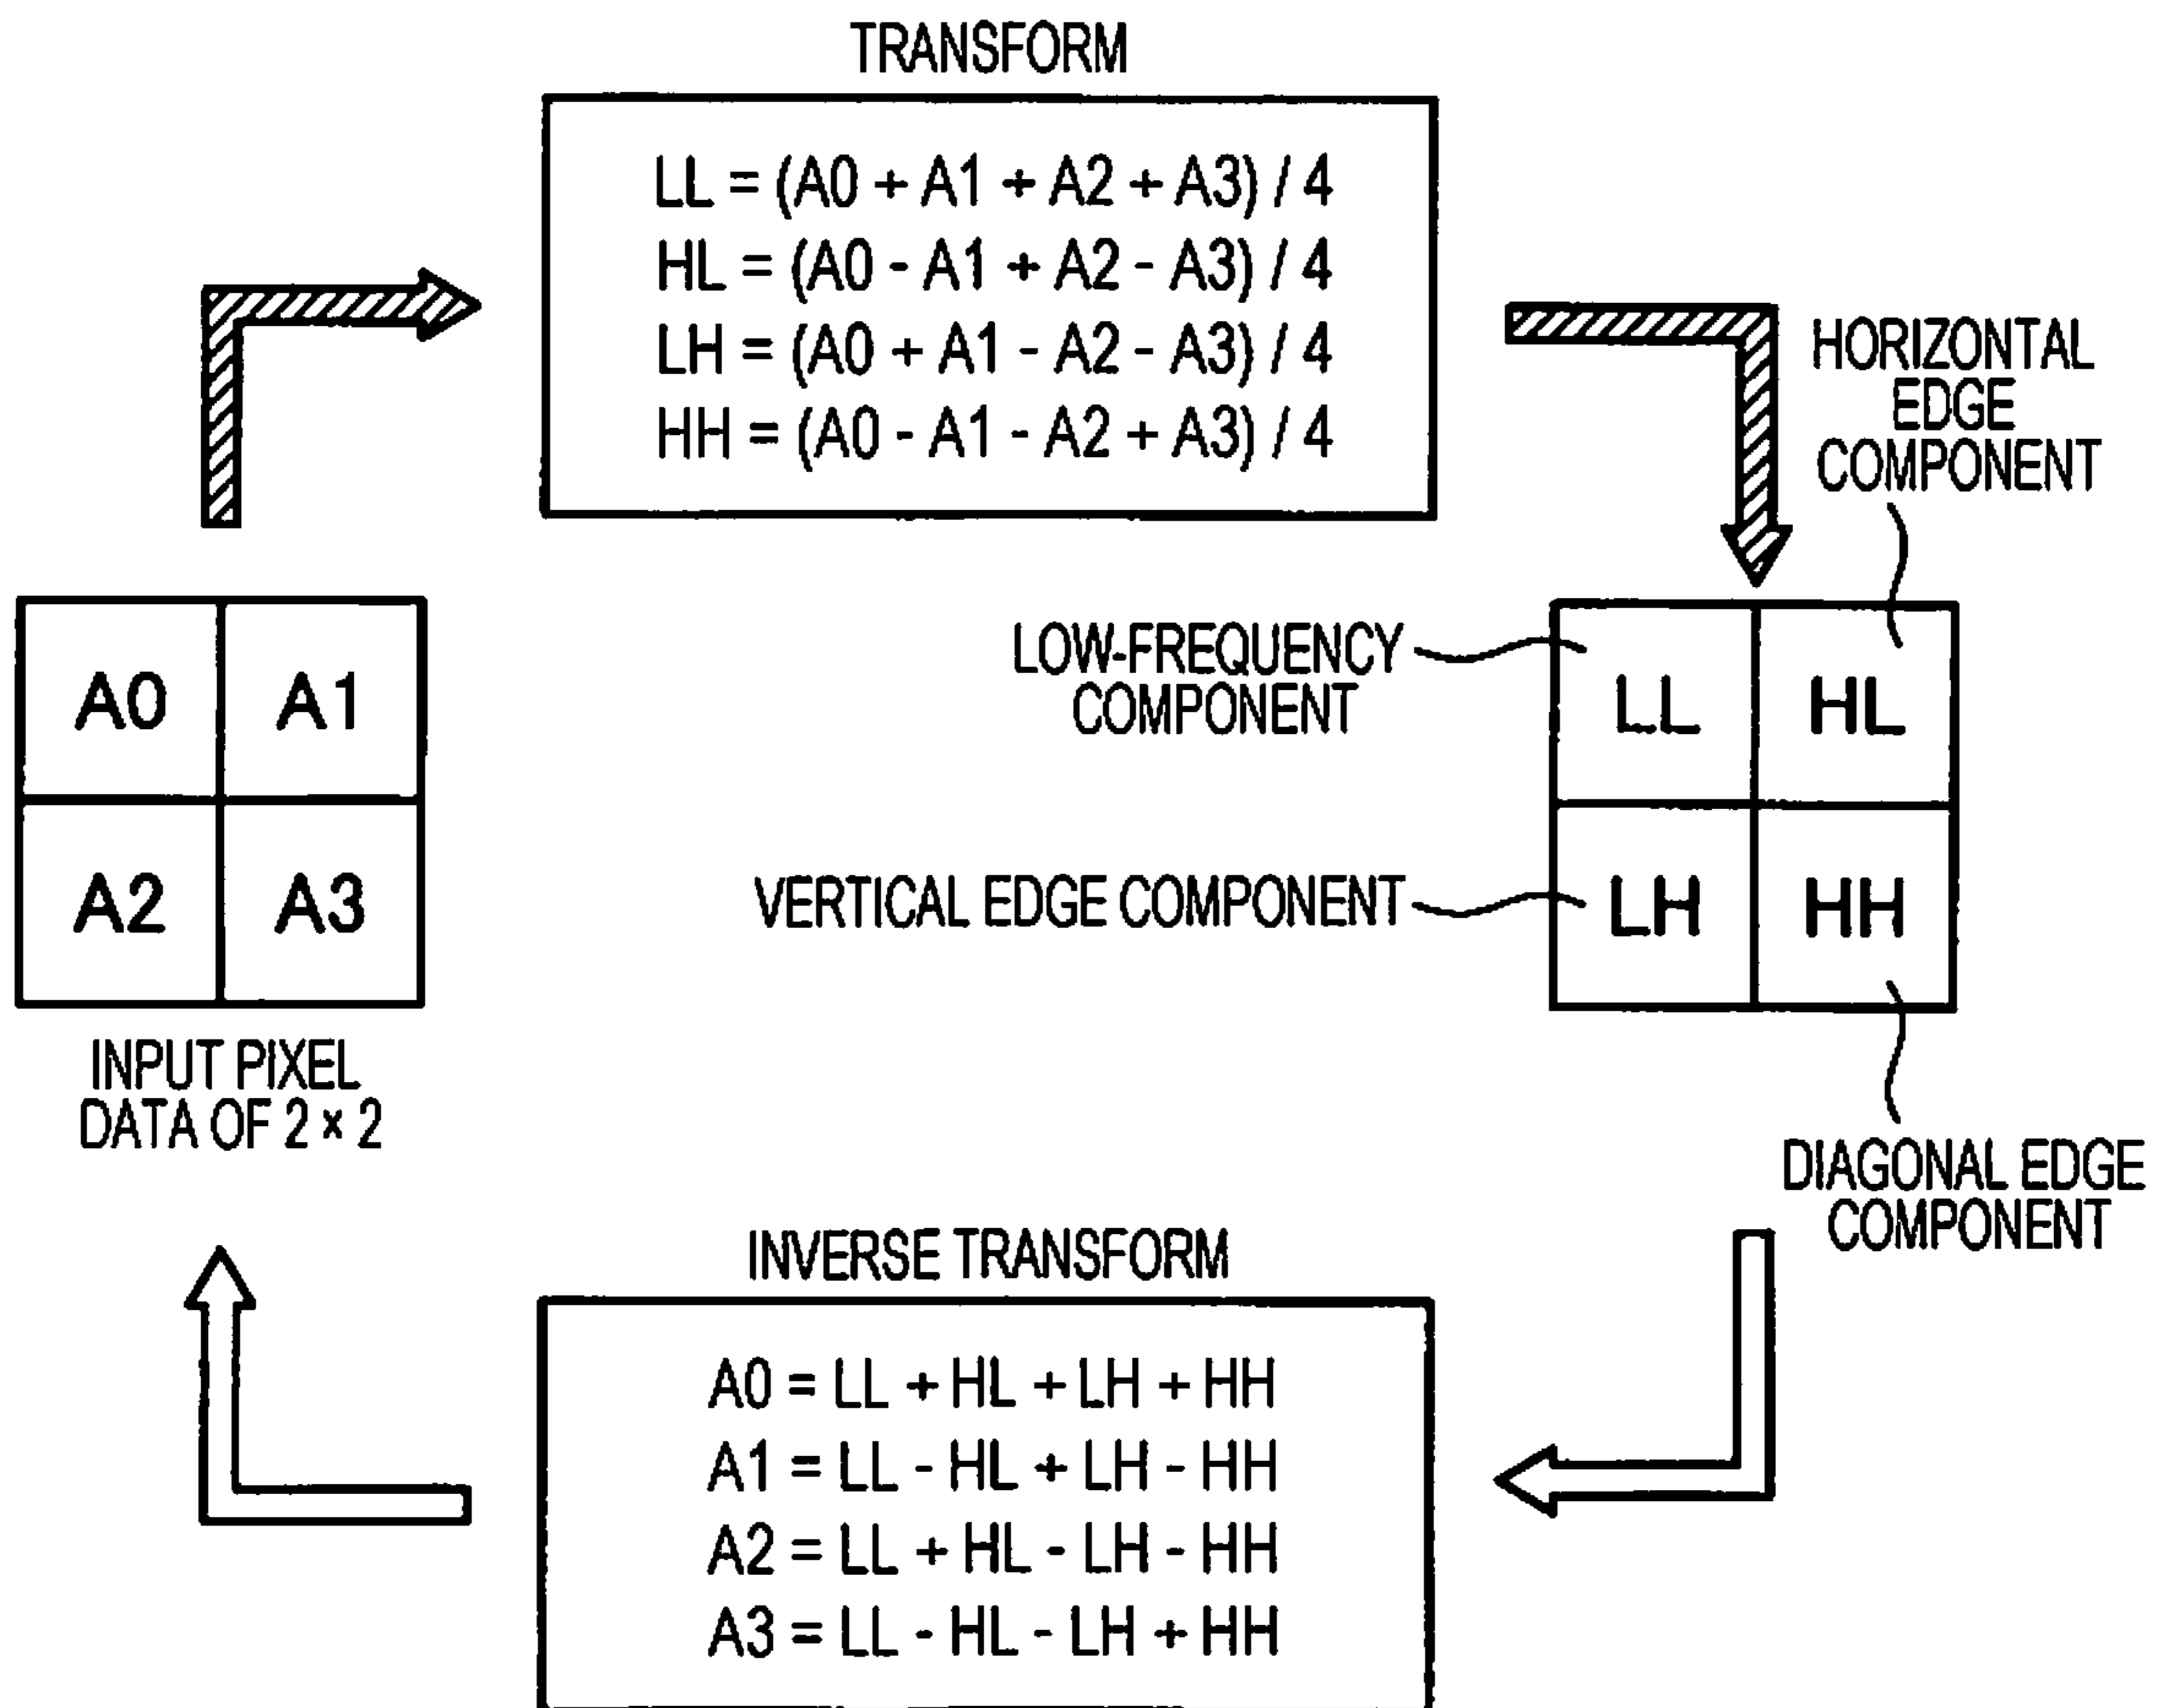 TRANSFORM
LL = (A0 + A1 + A2 + A3) / 4
HL = (A0 - A1 + A2 - A3) / 4
LH = (A0 + A1 - A2 - A3) / 4
HH = (A0 - A1 - A2 + A3) / 4
HORIZONTAL
EDGE
COMPONENT
A0 A1
A2 A3
INPUT PIXEL
DATA OF 2 × 2
LOW-FREQUENCY
COMPONENT
LL HL
VERTICAL EDGE COMPONENT
LH HH
DIAGONAL EDGE
COMPONENT
INVERSE TRANSFORM
A0 = LL + HL + LH + HH
A1 = LL - HL + LH - HH
A2 = LL + HL - LH - HH
A3 = LL - HL - LH + HH